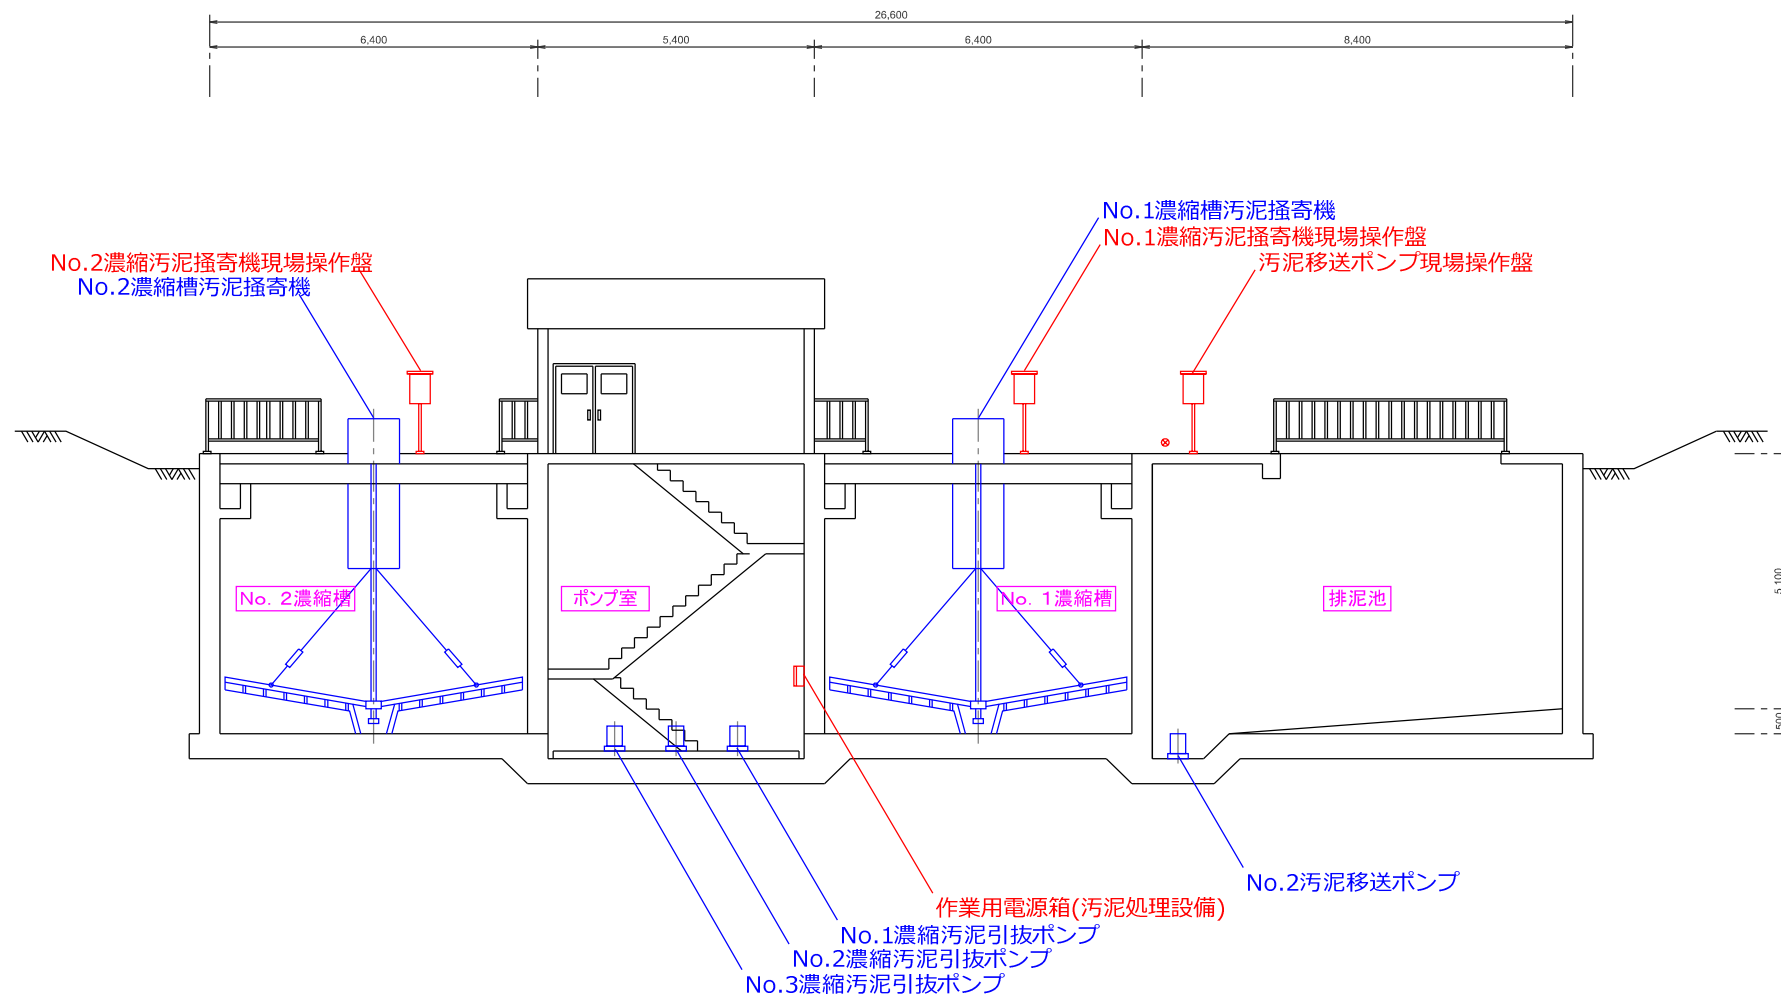 26,600
6,400
5,400
6,400
8,400
No.1濃縮槽汚泥掻寄機
No.1濃縮汚泥掻寄機現場操作盤
No.2濃縮汚泥掻寄機現場操作盤
汚泥移送ポンプ現場操作盤
No.2濃縮槽汚泥掻寄機
No. 2濃縮槽
ポンプ室
No. 1濃縮槽
排泥池
5,100
500
No.2汚泥移送ポンプ
作業用電源箱(汚泥処理設備)
No.1濃縮汚泥引抜ポンプ
No.2濃縮汚泥引抜ポンプ
No.3濃縮汚泥引抜ポンプ